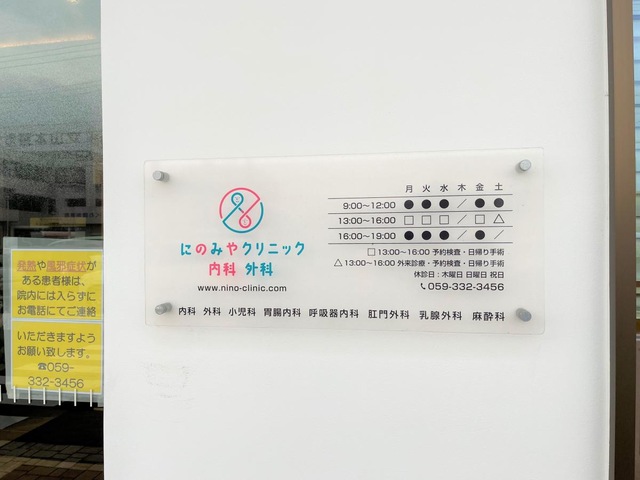 発熱や風邪症状が
ある患者様は、
院内には入らずに
お電話にてご連絡
いただきますよう
お願い致します。
☎059-
332-3456
にのみやクリニック
内科 外科
www.nino-clinic.com
月 火 水 木 金 土
9:00〜12:00 ● ● ● ／ ● ●
13:00〜16:00 □ □ □ ／ □ △
16:00〜19:00 ● ● ● ／ ● ／
□ 13:00〜16:00 予約検査・日帰り手術
△ 13:00〜16:00 外来診療・予約検査・日帰り手術
休診日：木曜日 日曜日 祝日
059-332-3456
内科 外科 小児科 胃腸内科 呼吸器内科 肛門外科 乳腺外科 麻酔科